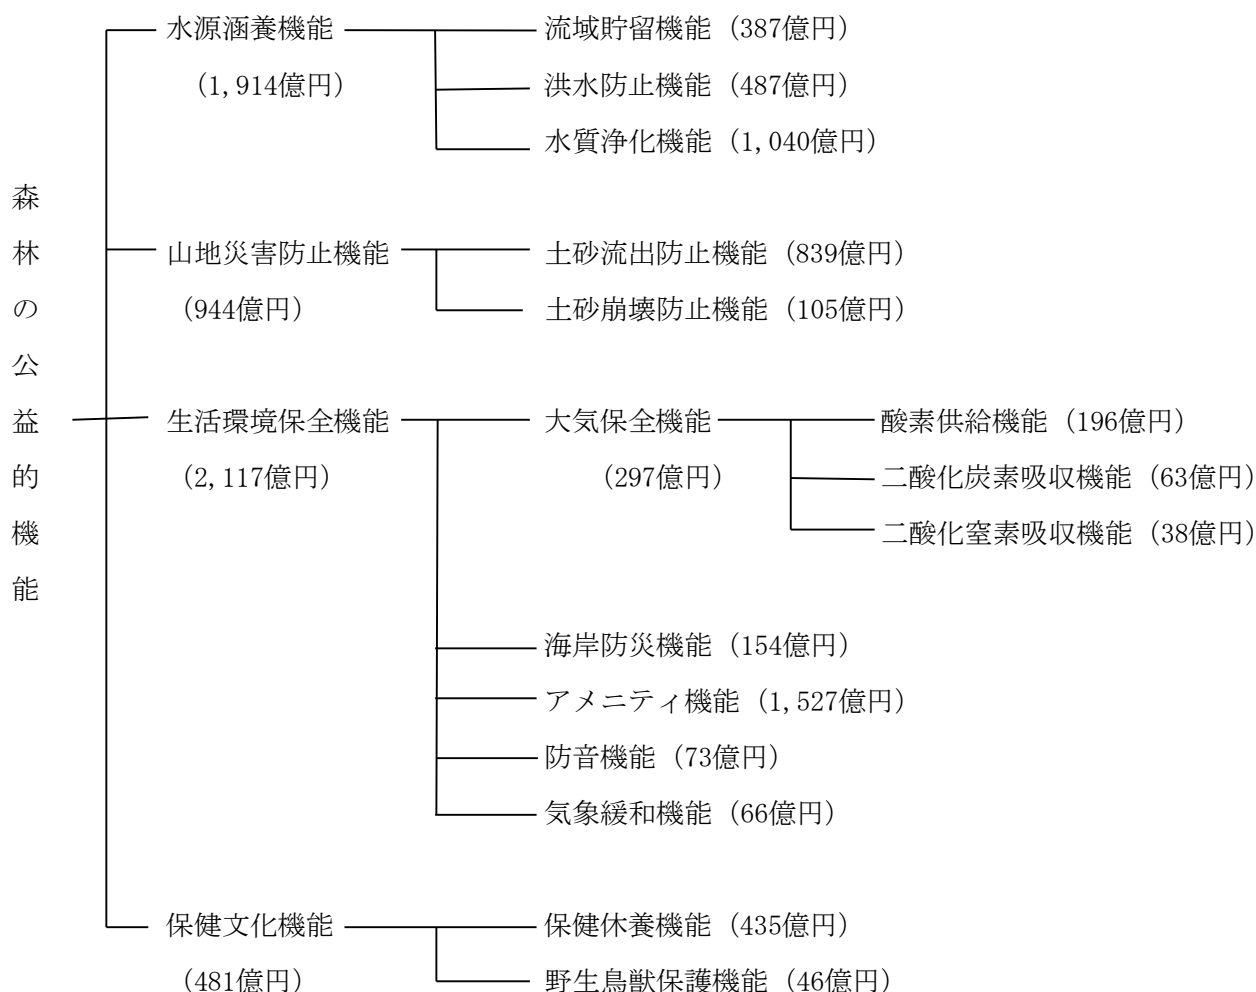 森林の公益的機能
水源涵養機能
(1,914億円)
流域貯留機能(387億円)
洪水防止機能(487億円)
水質浄化機能(1,040億円)
山地災害防止機能
(944億円)
土砂流出防止機能(839億円)
土砂崩壊防止機能(105億円)
生活環境保全機能
(2,117億円)
大気保全機能
(297億円)
酸素供給機能(196億円)
二酸化炭素吸収機能(63億円)
二酸化窒素吸収機能(38億円)
海岸防災機能(154億円)
アメニティ機能(1,527億円)
防音機能(73億円)
気象緩和機能(66億円)
保健文化機能
(481億円)
保健休養機能(435億円)
野生鳥獣保護機能(46億円)